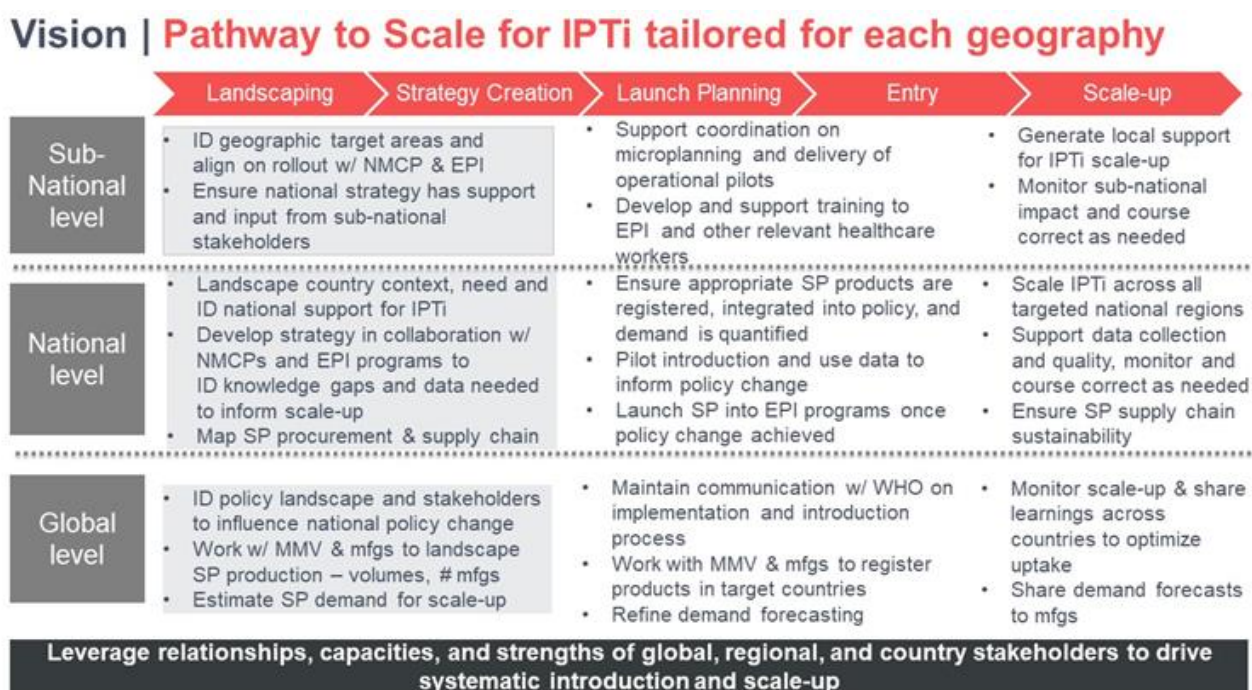 Vision | Pathway to Scale for IPTi tailored for each geography
Landscaping
Strategy Creation
Launch Planning
Entry
Scale-up
Sub-
National
level
• ID geographic target areas and
align on rollout w/ NMCP & EPI
• Ensure national strategy has support
and input from sub-national
stakeholders
• Support coordination on
microplanning and delivery of
operational pilots
• Develop and support training to
EPI and other relevant healthcare
workers
• Generate local support
for IPTi scale-up
• Monitor sub-national
impact and course
correct as needed
National
level
• Landscape country context, need and
ID national support for IPTi
• Develop strategy in collaboration w/
NMCPs and EPI programs to
ID knowledge gaps and data needed
to inform scale-up
• Map SP procurement & supply chain
• Ensure appropriate SP products are
registered, integrated into policy, and
demand is quantified
• Pilot introduction and use data to
inform policy change
• Launch SP into EPI programs once
policy change achieved
• Scale IPTi across all
targeted national regions
• Support data collection
and quality, monitor and
course correct as needed
• Ensure SP supply chain
sustainability
Global
level
• ID policy landscape and stakeholders
to influence national policy change
• Work w/ MMV & mfgs to landscape
SP production – volumes, # mfgs
• Estimate SP demand for scale-up
• Maintain communication w/ WHO on
implementation and introduction
process
• Work with MMV & mfgs to register
products in target countries
• Refine demand forecasting
• Monitor scale-up & share
learnings across
countries to optimize
uptake
• Share demand forecasts
to mfgs
Leverage relationships, capacities, and strengths of global, regional, and country stakeholders to drive
systematic introduction and scale-up